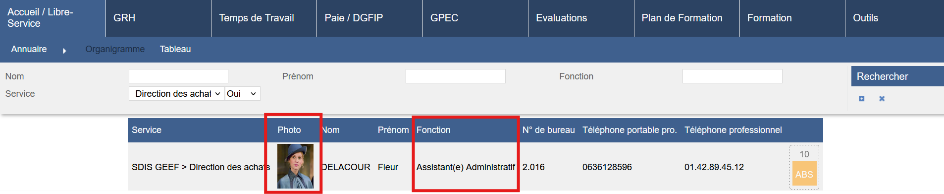 Accueil / Libre-Service GRH Temps de Travail Paie / DGFIP GPEC Evaluations Plan de Formation Formation Outils
Annuaire Organigramme Tableau
Nom Prénom Fonction Rechercher
Service Direction des achat Oui
Service Photo Nom Prénom Fonction N° de bureau Téléphone portable pro. Téléphone professionnel
SDIS GEEF > Direction des achats DELACOUR Fleur Assistant(e) Administratif 2.016 0636128596 01.42.89.45.12 10
ABS